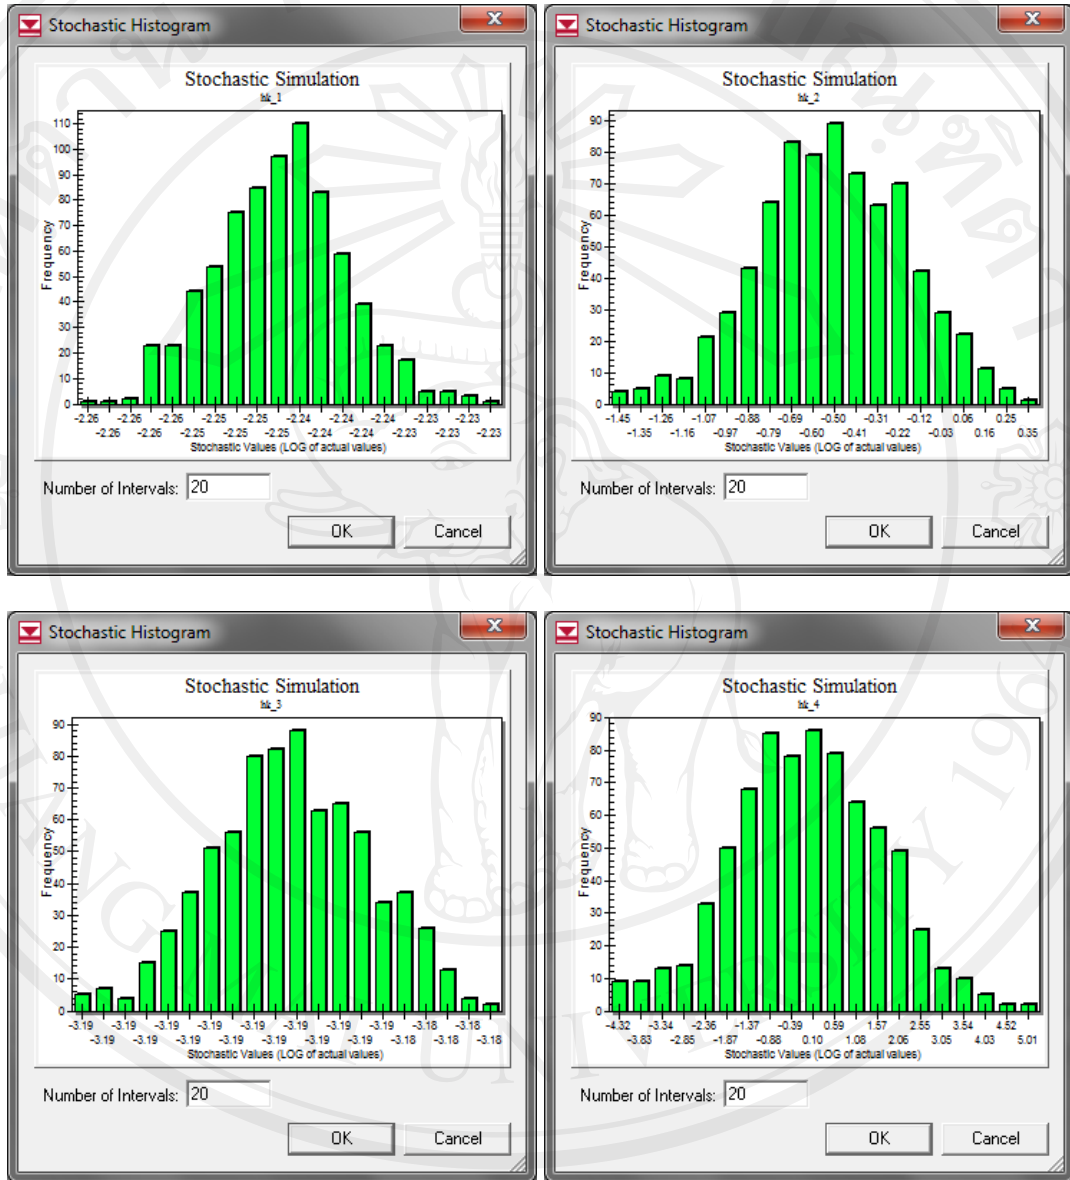 Stochastic Histogram
Stochastic Simulation
hk_1
Frequency
110
100
90
80
70
60
50
40
30
20
10
0
-2.26 -2.26 -2.25 -2.25 -2.25 -2.24 -2.24 -2.24 -2.23 -2.23
-2.26 -2.26 -2.25 -2.25 -2.25 -2.24 -2.24 -2.23 -2.23 -2.23
Stochastic Values (LOG of actual values)
Number of Intervals: 20
OK Cancel
Stochastic Histogram
Stochastic Simulation
hk_2
Frequency
90
80
70
60
50
40
30
20
10
0
-1.45 -1.26 -1.07 -0.88 -0.69 -0.50 -0.31 -0.12 0.06 0.25
-1.35 -1.16 -0.97 -0.79 -0.60 -0.41 -0.22 -0.03 0.16 0.35
Stochastic Values (LOG of actual values)
Number of Intervals: 20
OK Cancel
Stochastic Histogram
Stochastic Simulation
hk_3
Frequency
90
80
70
60
50
40
30
20
10
0
-3.19 -3.19 -3.19 -3.19 -3.19 -3.19 -3.19 -3.19 -3.18 -3.18
-3.19 -3.19 -3.19 -3.19 -3.19 -3.19 -3.19 -3.18 -3.18 -3.18
Stochastic Values (LOG of actual values)
Number of Intervals: 20
OK Cancel
Stochastic Histogram
Stochastic Simulation
hk_4
Frequency
90
80
70
60
50
40
30
20
10
0
-4.32 -3.34 -2.36 -1.37 -0.39 0.59 1.57 2.55 3.54 4.52
-3.83 -2.85 -1.87 -0.88 0.10 1.08 2.06 3.05 4.03 5.01
Stochastic Values (LOG of actual values)
Number of Intervals: 20
OK Cancel
UNIVERSITY 196